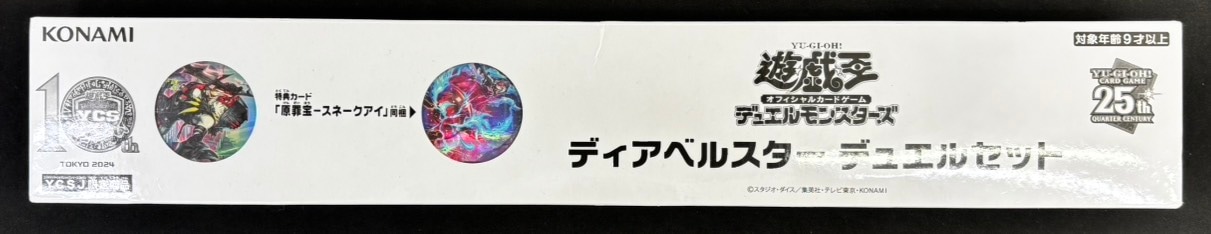 KONAMI
10th
YCS
TOKYO 2024
YCSJ
特典カード
「原罪宝-スネークアイ」同梱▶
YU-GI-OH!
遊戯王
オフィシャルカードゲーム
デュエルモンスターズ
ディアベルスター デュエルセット
©スタジオ・ダイス/集英社・テレビ東京・KONAMI
対象年齢9才以上
YU-GI-OH!
CARD GAME
25th
QUARTER CENTURY